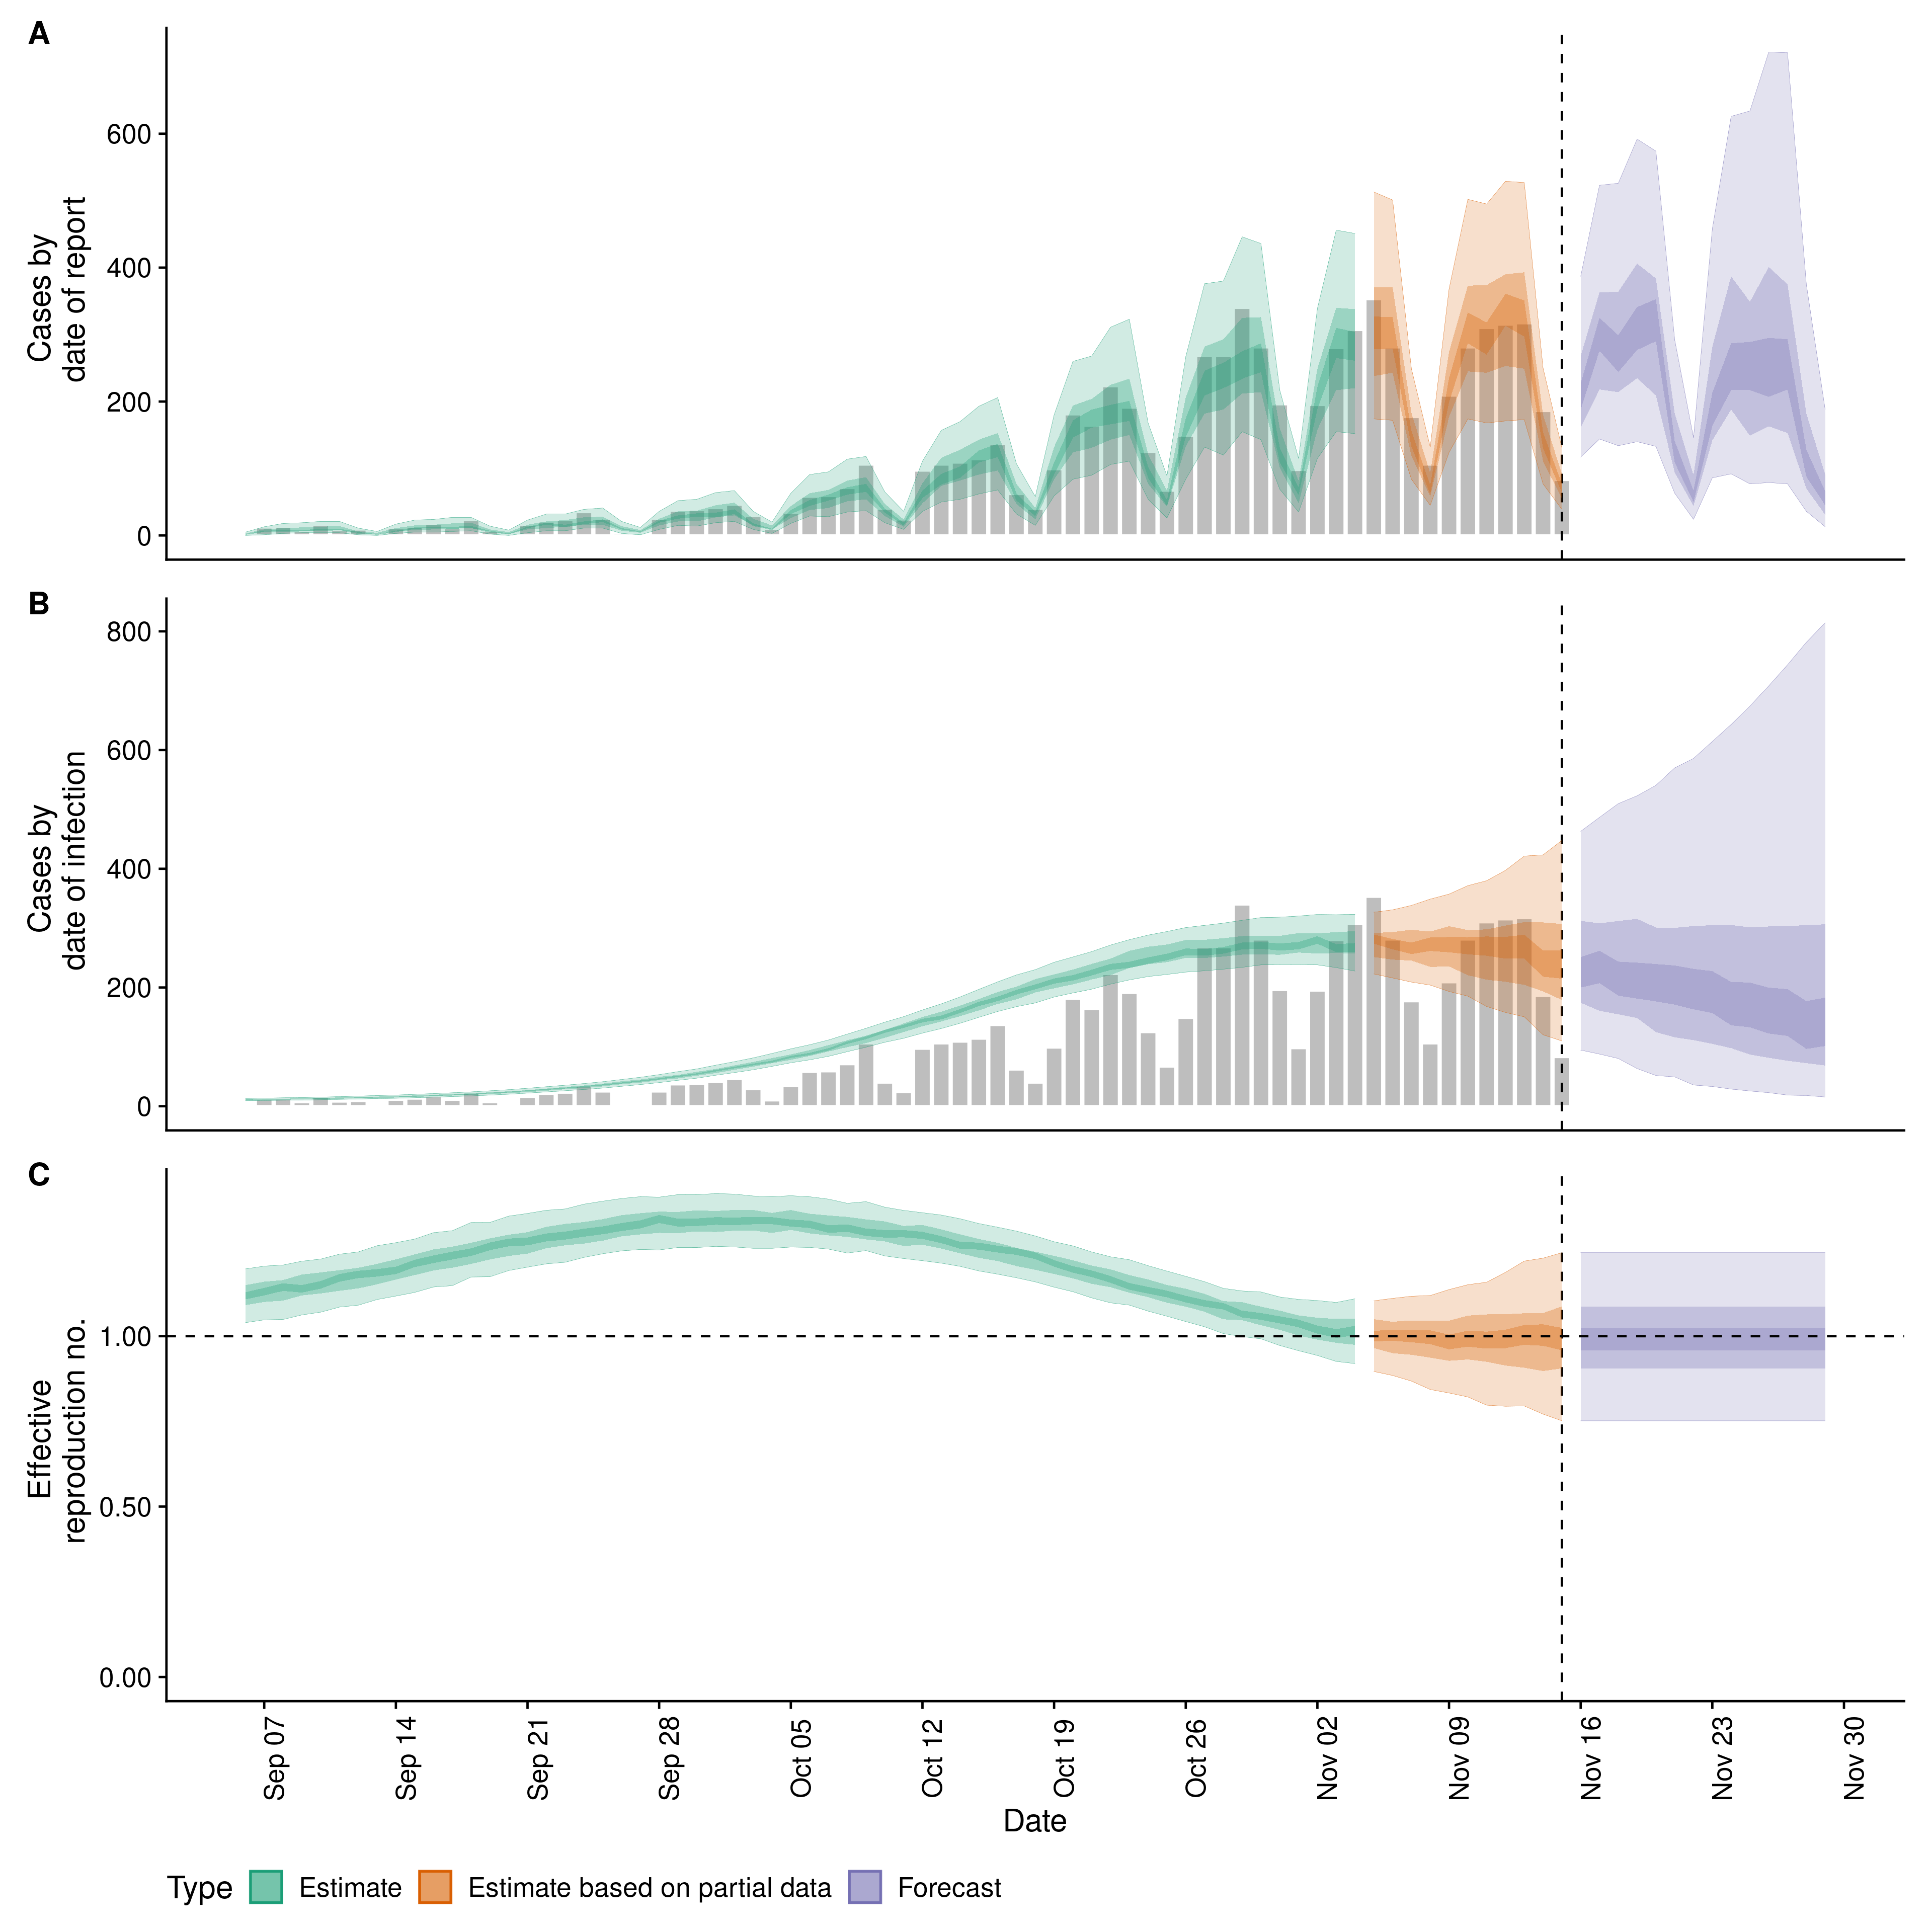 A
Cases by
date of report
600
400
200
0
B
Cases by
date of infection
800
600
400
200
0
C
Effective
reproduction no.
1.00
0.50
0.00
Sep 07
Sep 14
Sep 21
Sep 28
Oct 05
Oct 12
Oct 19
Oct 26
Nov 02
Nov 09
Nov 16
Nov 23
Nov 30
Date
Type Estimate Estimate based on partial data Forecast